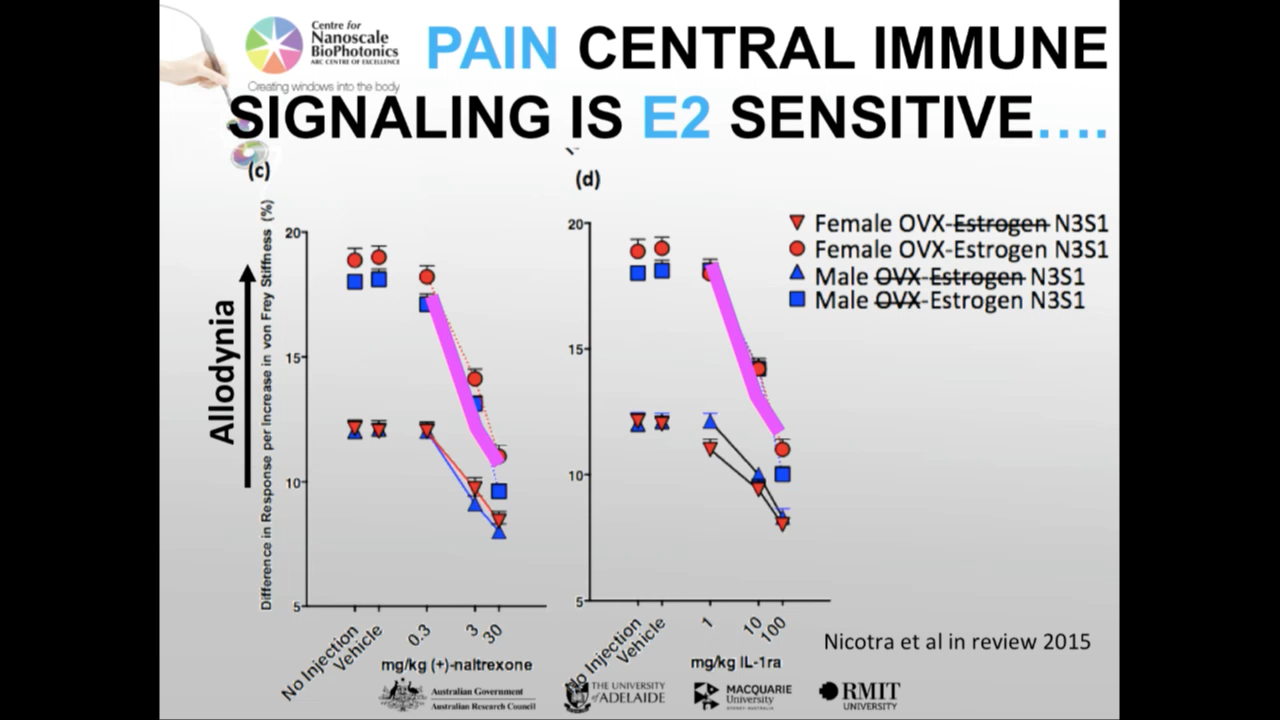 Centre for
Nanoscale
BioPhotonics
ARC CENTRE OF EXCELLENCE
Creating windows into the body
PAIN CENTRAL IMMUNE
SIGNALING IS E2 SENSITIVE....
(c)
(d)
Allodynia
Difference in Response per Increase in von Frey Stiffness (%)
20
15
10
5
No Injection
Vehicle
0.3
3
30
mg/kg (+)-naltrexone
20
15
10
5
No Injection
Vehicle
1
10
100
mg/kg IL-1ra
Female OVX-Estrogen N3S1
Female OVX-Estrogen N3S1
Male OVX-Estrogen N3S1
Male OVX-Estrogen N3S1
Nicotra et al in review 2015
Australian Government
Australian Research Council
THE UNIVERSITY
of ADELAIDE
MACQUARIE
University
SYDNEY·AUSTRALIA
RMIT
UNIVERSITY